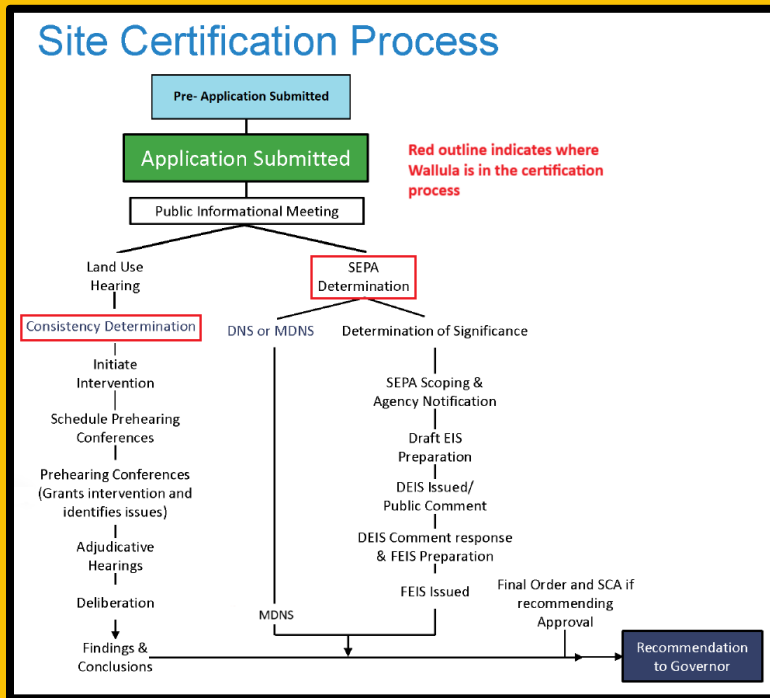 Site Certification Process
Pre- Application Submitted
Application Submitted
Red outline indicates where
Wallula is in the certification
process
Public Informational Meeting
Land Use
Hearing
SEPA
Determination
Consistency Determination
DNS or MDNS
Determination of Significance
Initiate
Intervention
SEPA Scoping &
Agency Notification
Schedule Prehearing
Conferences
Draft EIS
Preparation
Prehearing Conferences
(Grants intervention and
identifies issues)
DEIS Issued/
Public Comment
Adjudicative
Hearings
DEIS Comment response
& FEIS Preparation
Deliberation
FEIS Issued
Final Order and SCA if
recommending
Approval
MDNS
Findings &
Conclusions
Recommendation
to Governor